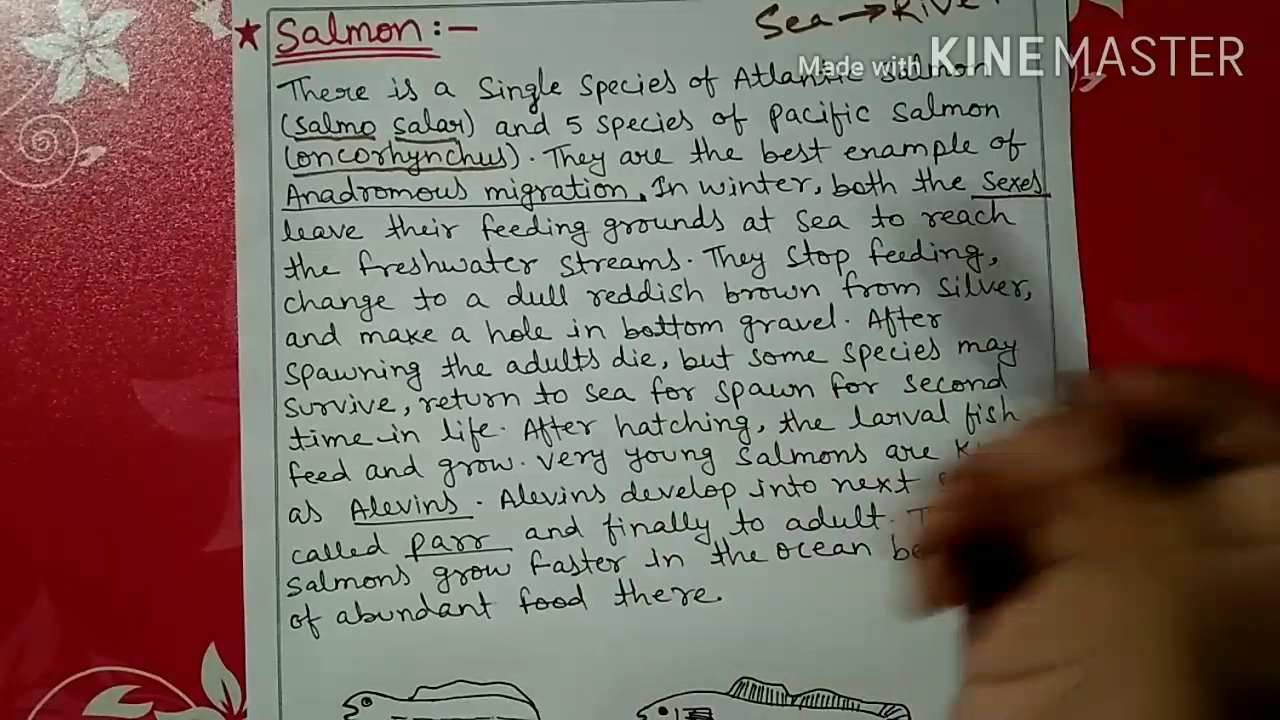 Sea → River
Made with KINEMASTER
★ Salmon:-
There is a Single Species of Atlantic Salmon
(Salmo Salar) and 5 species of pacific Salmon
(oncorhynchus). They are the best enample of
Anadromous migration. In winter, both the Sexes
leave their feeding grounds at sea to reach
the freshwater streams. They stop feeding,
change to a dull reddish brown from silver,
and make a hole in bottom gravel. After
spawning the adults die, but some species may
survive, return to sea for spawn for second
time in life. After hatching, the larval fish
feed and grow. very young salmons are
as Alevins. Alevins develop into next
called parr and finally to adult.
salmons grow faster in the ocean
of abundant food there.